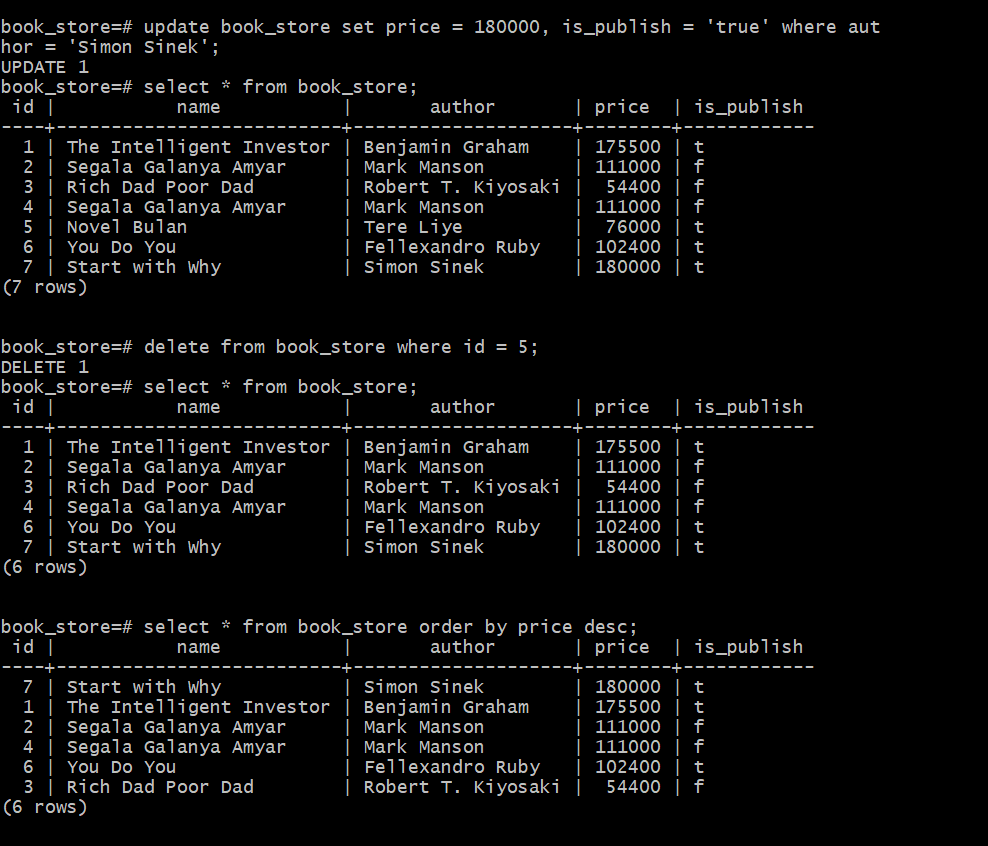 book_store=# update book_store set price = 180000, is_publish = 'true' where aut
hor = 'Simon Sinek';
UPDATE 1
book_store=# select * from book_store;
 id |           name           |       author       | price  | is_publish
----+--------------------------+--------------------+--------+------------
  1 | The Intelligent Investor | Benjamin Graham    | 175500 | t
  2 | Segala Galanya Amyar     | Mark Manson        | 111000 | f
  3 | Rich Dad Poor Dad        | Robert T. Kiyosaki |  54400 | f
  4 | Segala Galanya Amyar     | Mark Manson        | 111000 | f
  5 | Novel Bulan              | Tere Liye          |  76000 | t
  6 | You Do You               | Fellexandro Ruby   | 102400 | t
  7 | Start with Why           | Simon Sinek        | 180000 | t
(7 rows)

book_store=# delete from book_store where id = 5;
DELETE 1
book_store=# select * from book_store;
 id |           name           |       author       | price  | is_publish
----+--------------------------+--------------------+--------+------------
  1 | The Intelligent Investor | Benjamin Graham    | 175500 | t
  2 | Segala Galanya Amyar     | Mark Manson        | 111000 | f
  3 | Rich Dad Poor Dad        | Robert T. Kiyosaki |  54400 | f
  4 | Segala Galanya Amyar     | Mark Manson        | 111000 | f
  6 | You Do You               | Fellexandro Ruby   | 102400 | t
  7 | Start with Why           | Simon Sinek        | 180000 | t
(6 rows)

book_store=# select * from book_store order by price desc;
 id |           name           |       author       | price  | is_publish
----+--------------------------+--------------------+--------+------------
  7 | Start with Why           | Simon Sinek        | 180000 | t
  1 | The Intelligent Investor | Benjamin Graham    | 175500 | t
  2 | Segala Galanya Amyar     | Mark Manson        | 111000 | f
  4 | Segala Galanya Amyar     | Mark Manson        | 111000 | f
  6 | You Do You               | Fellexandro Ruby   | 102400 | t
  3 | Rich Dad Poor Dad        | Robert T. Kiyosaki |  54400 | f
(6 rows)